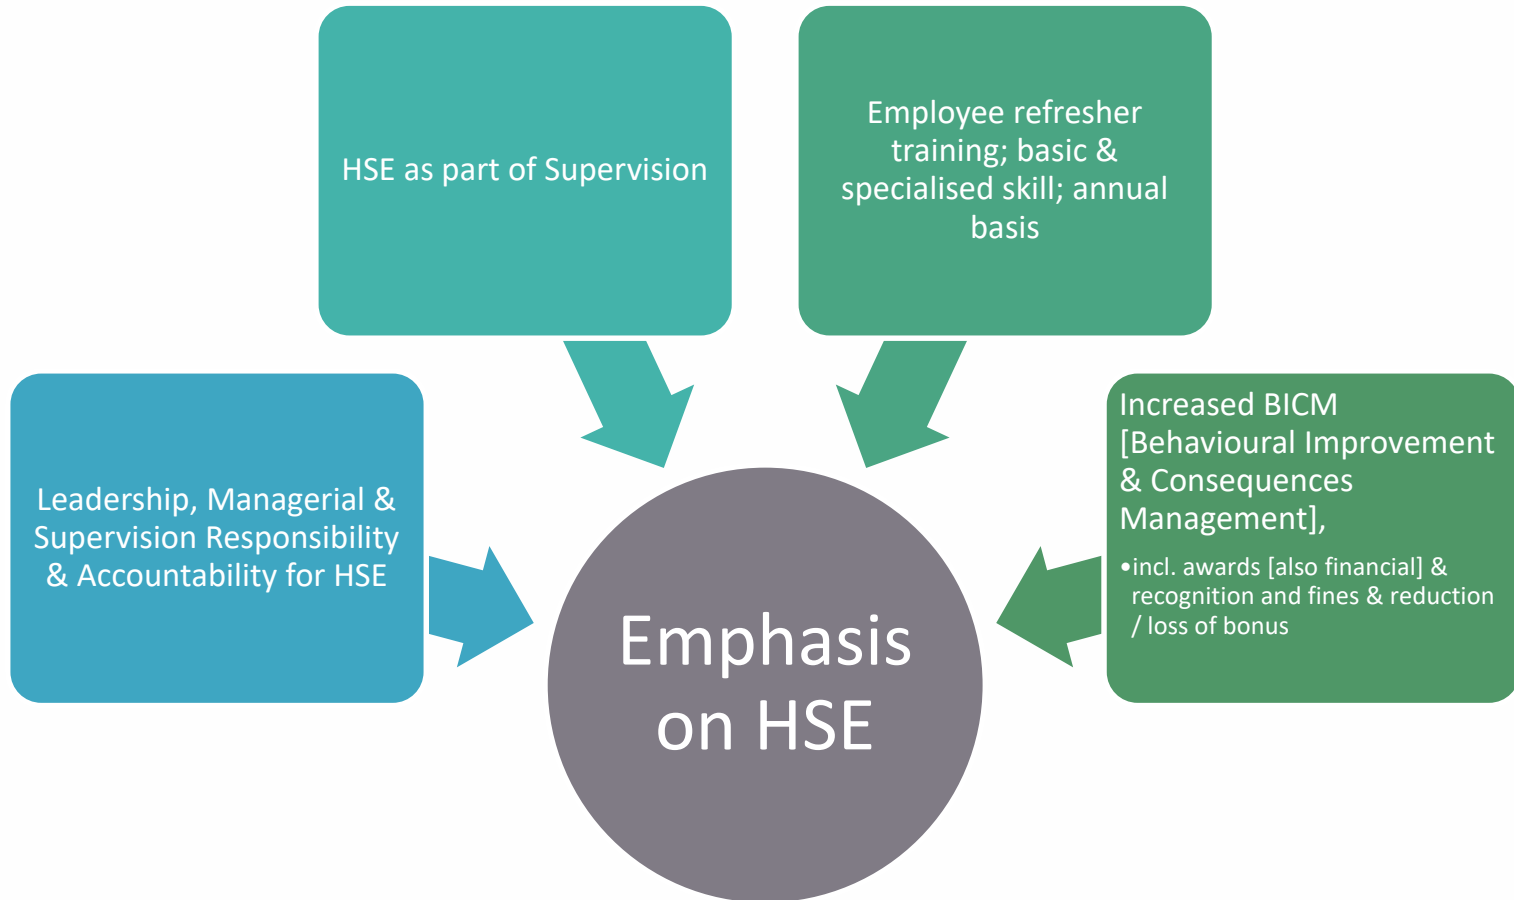 HSE as part of Supervision
Employee refresher
training; basic &
specialised skill; annual
basis
Leadership, Managerial &
Supervision Responsibility
& Accountability for HSE
Increased BICM
[Behavioural Improvement
& Consequences
Management],
•incl. awards [also financial] &
recognition and fines & reduction
/ loss of bonus
Emphasis
on HSE